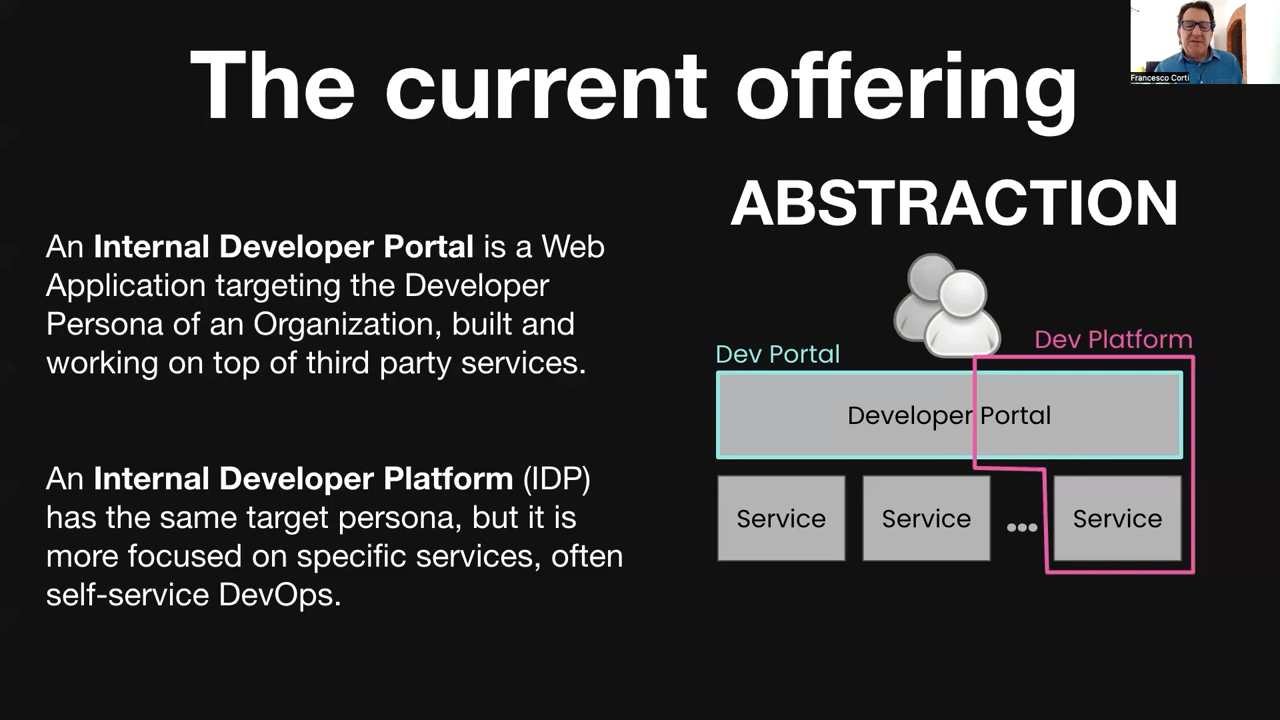 The current offering
Francesco Corti
ABSTRACTION
An Internal Developer Portal is a Web
Application targeting the Developer
Persona of an Organization, built and
working on top of third party services.
An Internal Developer Platform (IDP)
has the same target persona, but it is
more focused on specific services, often
self-service DevOps.
Dev Platform
Dev Portal
Developer Portal
Service
Service
...
Service